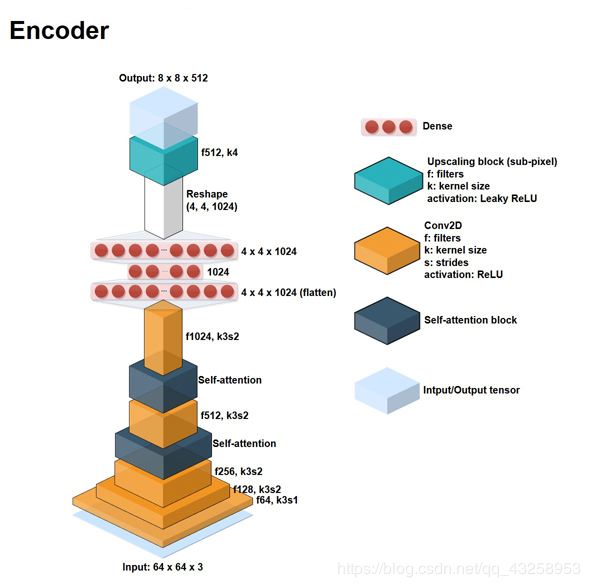 Encoder
Output: 8 x 8 x 512
f512, k4
Reshape
(4, 4, 1024)
4 x 4 x 1024
1024
4 x 4 x 1024 (flatten)
f1024, k3s2
Self-attention
f512, k3s2
Self-attention
f256, k3s2
f128, k3s2
f64, k3s1
Input: 64 x 64 x 3
Dense
Upscaling block (sub-pixel)
f: filters
k: kernel size
activation: Leaky ReLU
Conv2D
f: filters
k: kernel size
s: strides
activation: ReLU
Self-attention block
Intput/Output tensor
https://blog.csdn.net/qq_43258953